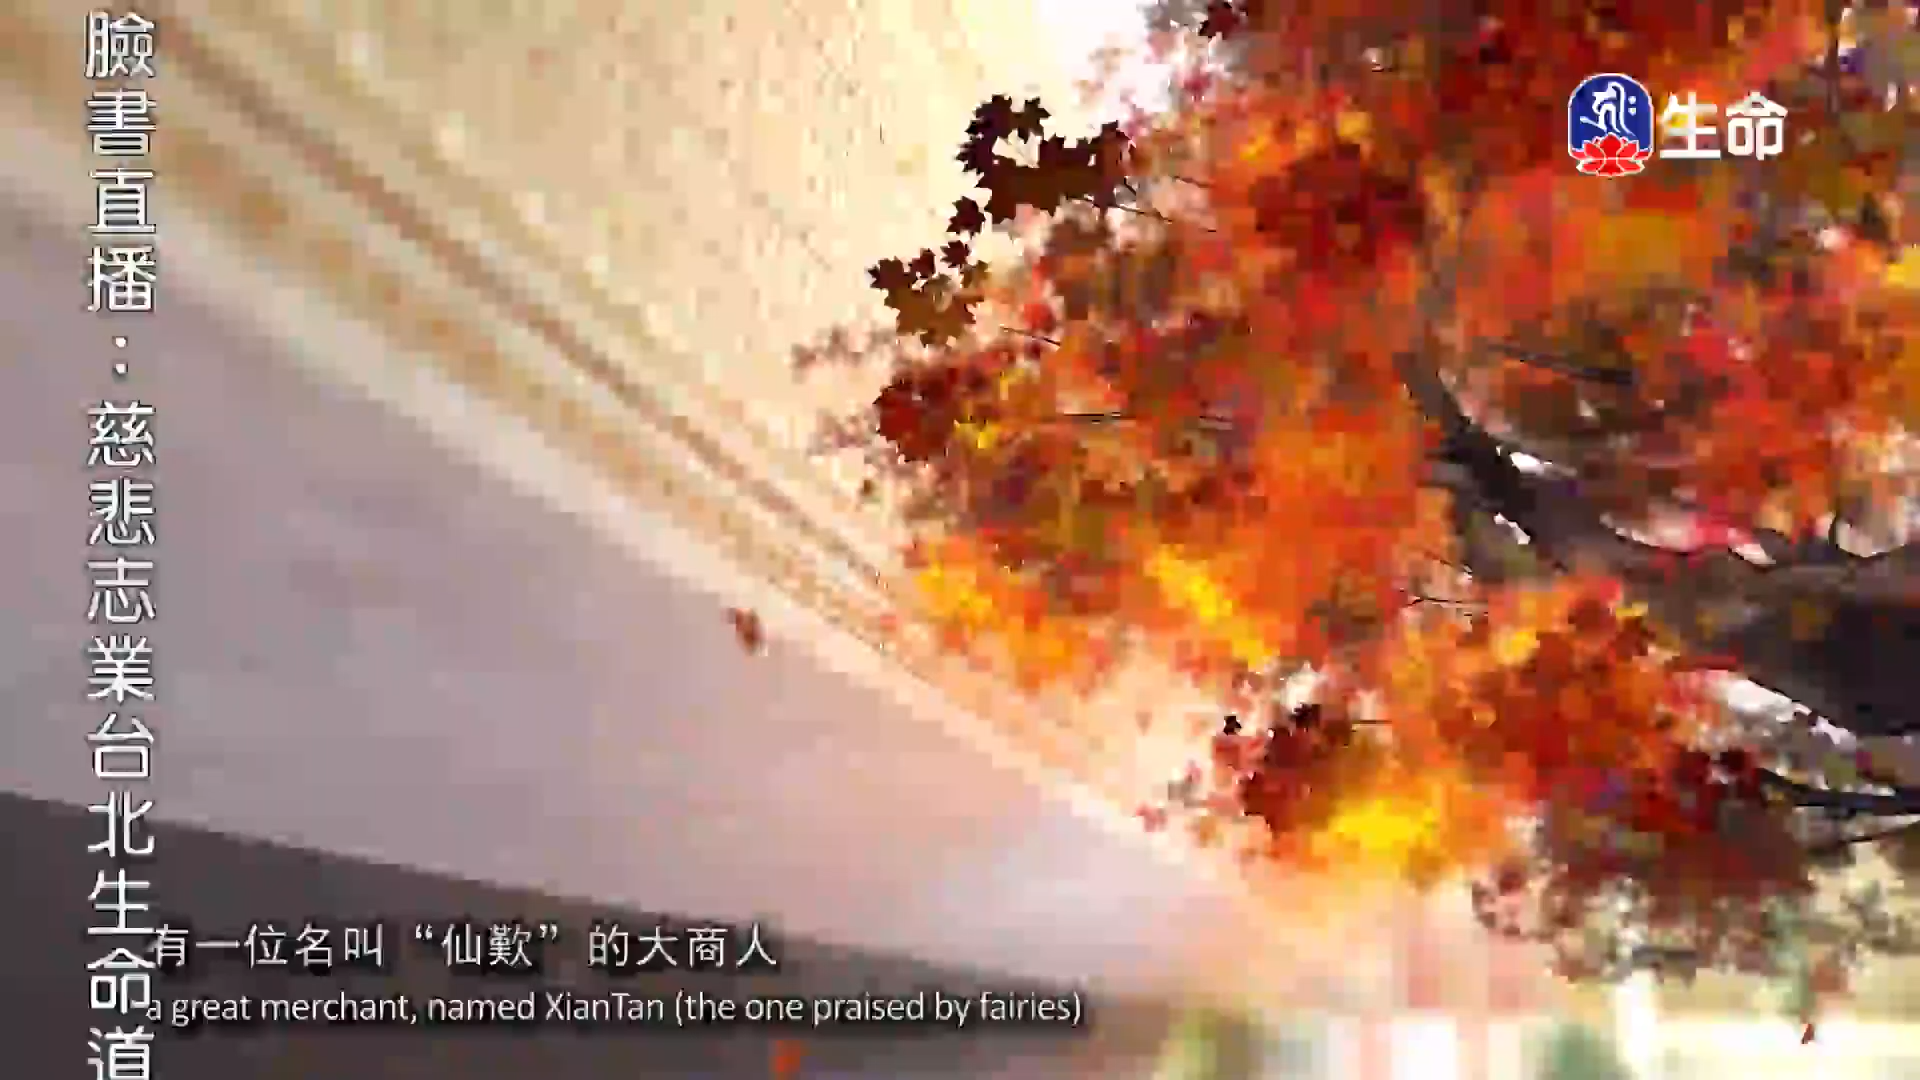 臉書直播：慈悲志業台北生命道
生命
有一位名叫“仙歎”的大商人
a great merchant, named XianTan (the one praised by fairies)